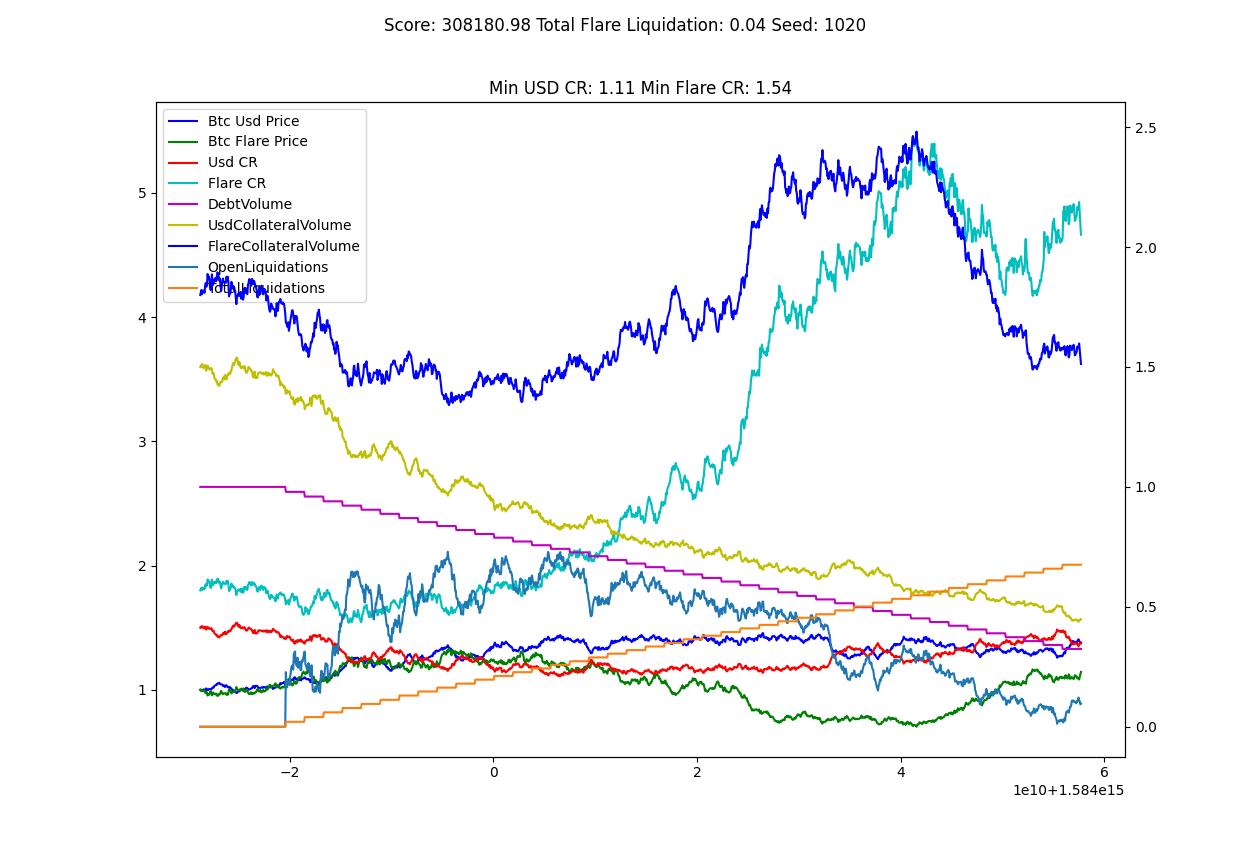 Score: 308180.98 Total Flare Liquidation: 0.04 Seed: 1020
Min USD CR: 1.11 Min Flare CR: 1.54
Btc Usd Price
Btc Flare Price
Usd CR
Flare CR
DebtVolume
UsdCollateralVolume
FlareCollateralVolume
OpenLiquidations
TotalLiquidations
5
4
3
2
1
2.5
2.0
1.5
1.0
0.5
0.0
−2 0 2 4 6
1e10+1.584e15